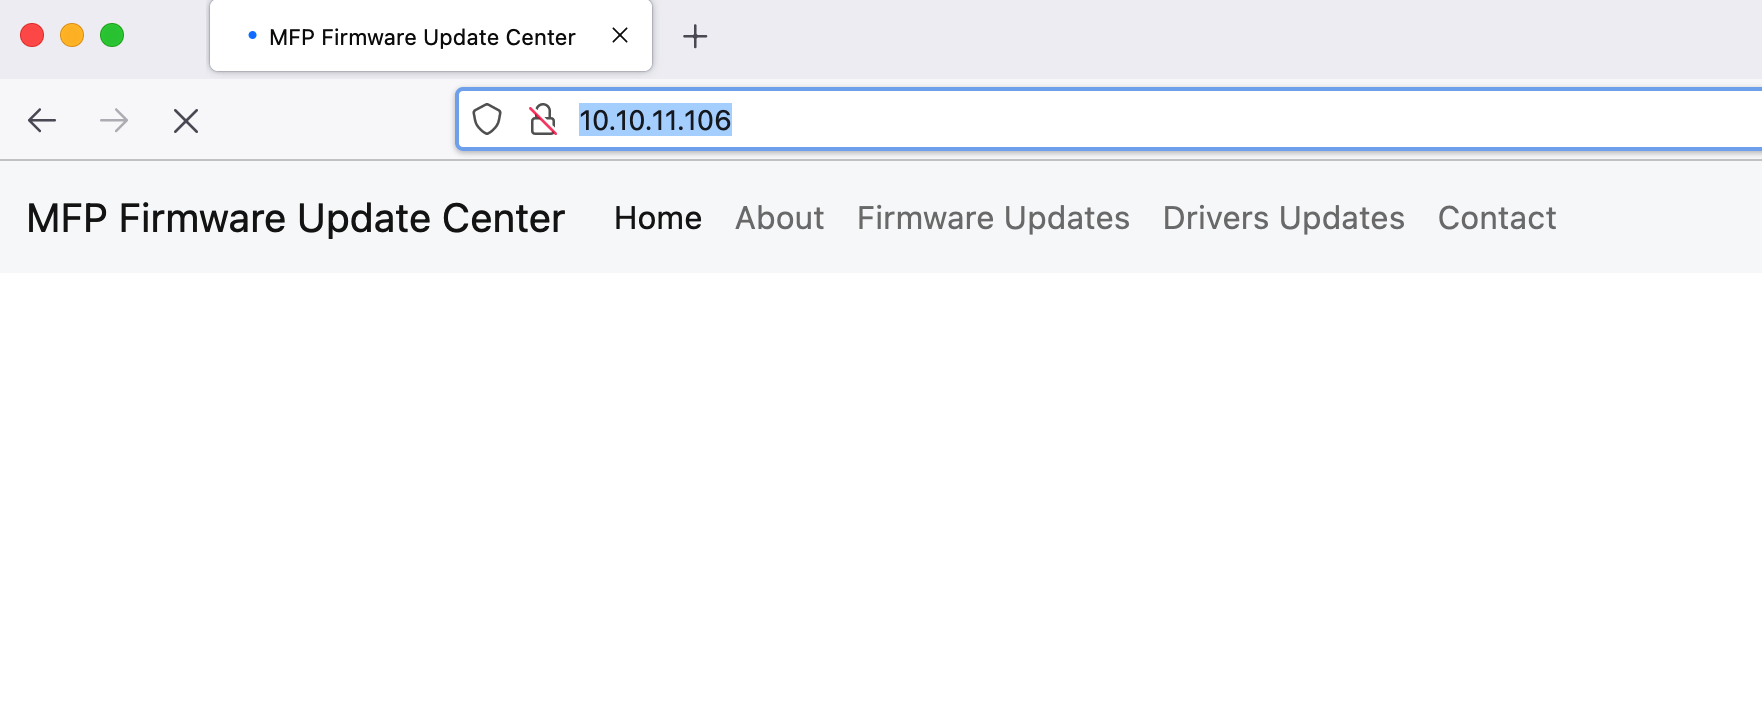 MFP Firmware Update Center
10.10.11.106
MFP Firmware Update Center Home About Firmware Updates Drivers Updates Contact